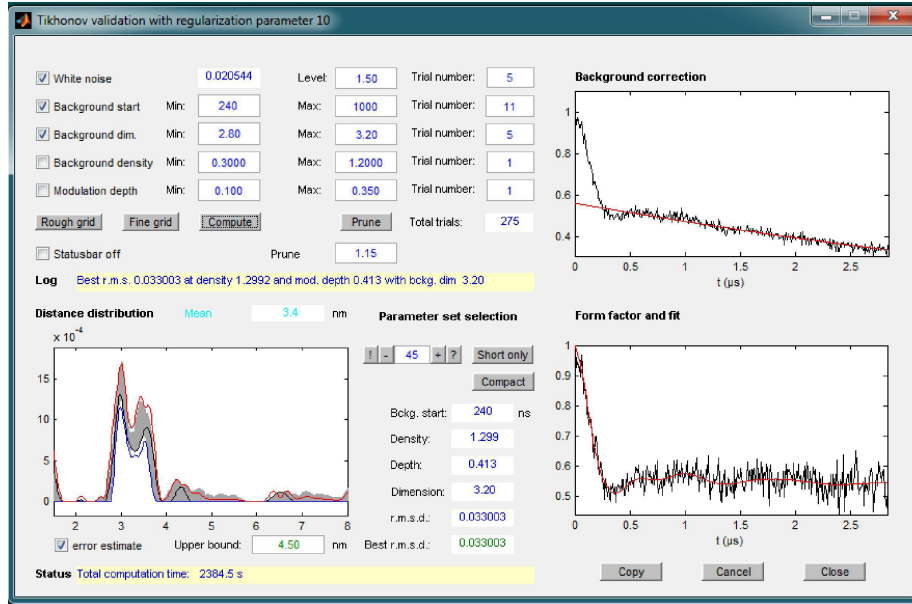 Tikhonov validation with regularization parameter 10
White noise 0.020544 Level: 1.50 Trial number: 5
Background start Min: 240 Max: 1000 Trial number: 11
Background dim. Min: 2.80 Max: 3.20 Trial number: 5
Background density Min: 0.3000 Max: 1.2000 Trial number: 1
Modulation depth Min: 0.100 Max: 0.350 Trial number: 1
Rough grid Fine grid Compute Prune Total trials: 275
Statusbar off Prune 1.15
Log Best r.m.s. 0.033003 at density 1.2992 and mod. depth 0.413 with bckg. dim 3.20
Background correction
1
0.8
0.6
0.4
0 0.5 1 1.5 2 2.5
t (μs)
Distance distribution Mean 3.4 nm
x 10⁻⁴
15
10
5
0
2 3 4 5 6 7 8
error estimate Upper bound: 4.50 nm
Parameter set selection
! - 45 + ? Short only
Compact
Bckg. start: 240 ns
Density: 1.299
Depth: 0.413
Dimension: 3.20
r.m.s.d.: 0.033003
Best r.m.s.d.: 0.033003
Form factor and fit
1
0.9
0.8
0.7
0.6
0.5
0 0.5 1 1.5 2 2.5
t (μs)
Status Total computation time: 2384.5 s
Copy Cancel Close